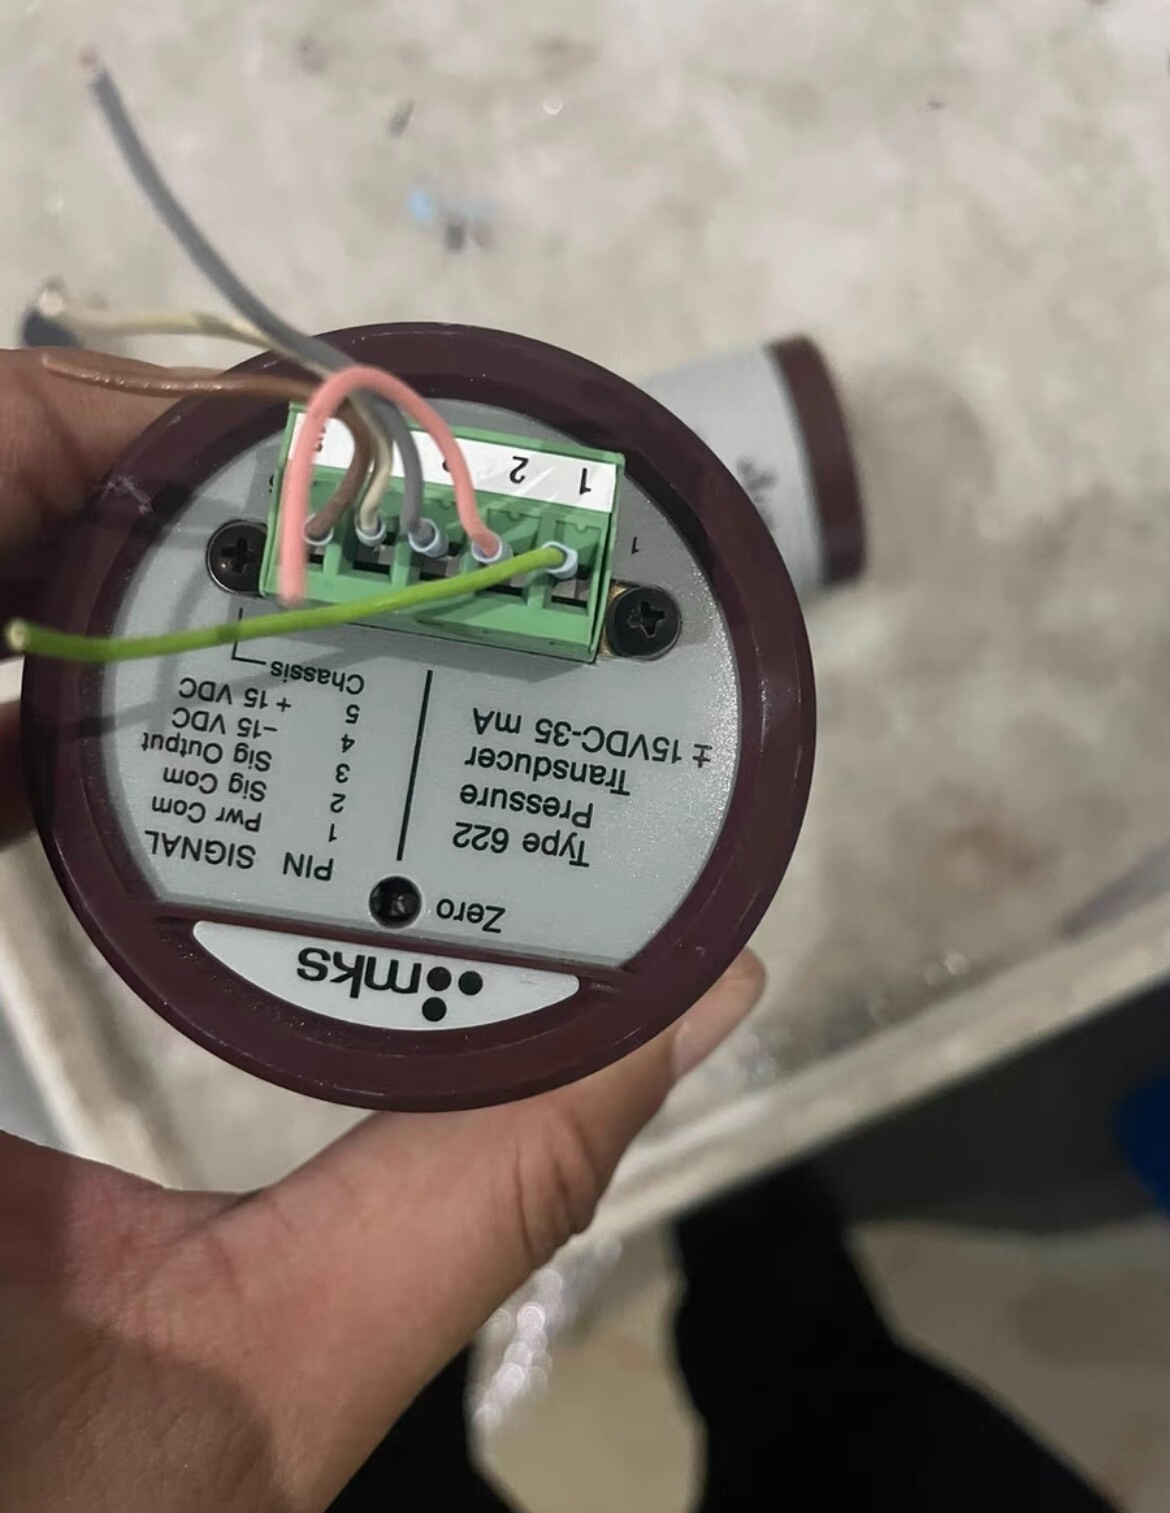 mks
Zero
PIN SIGNAL
1 Pwr Com
2 Sig Com
3 Sig Output
4 –15 VDC
5 + 15 VDC
Chassis
Type 622
Pressure
Transducer
± 15VDC-35 mA
1
1 2